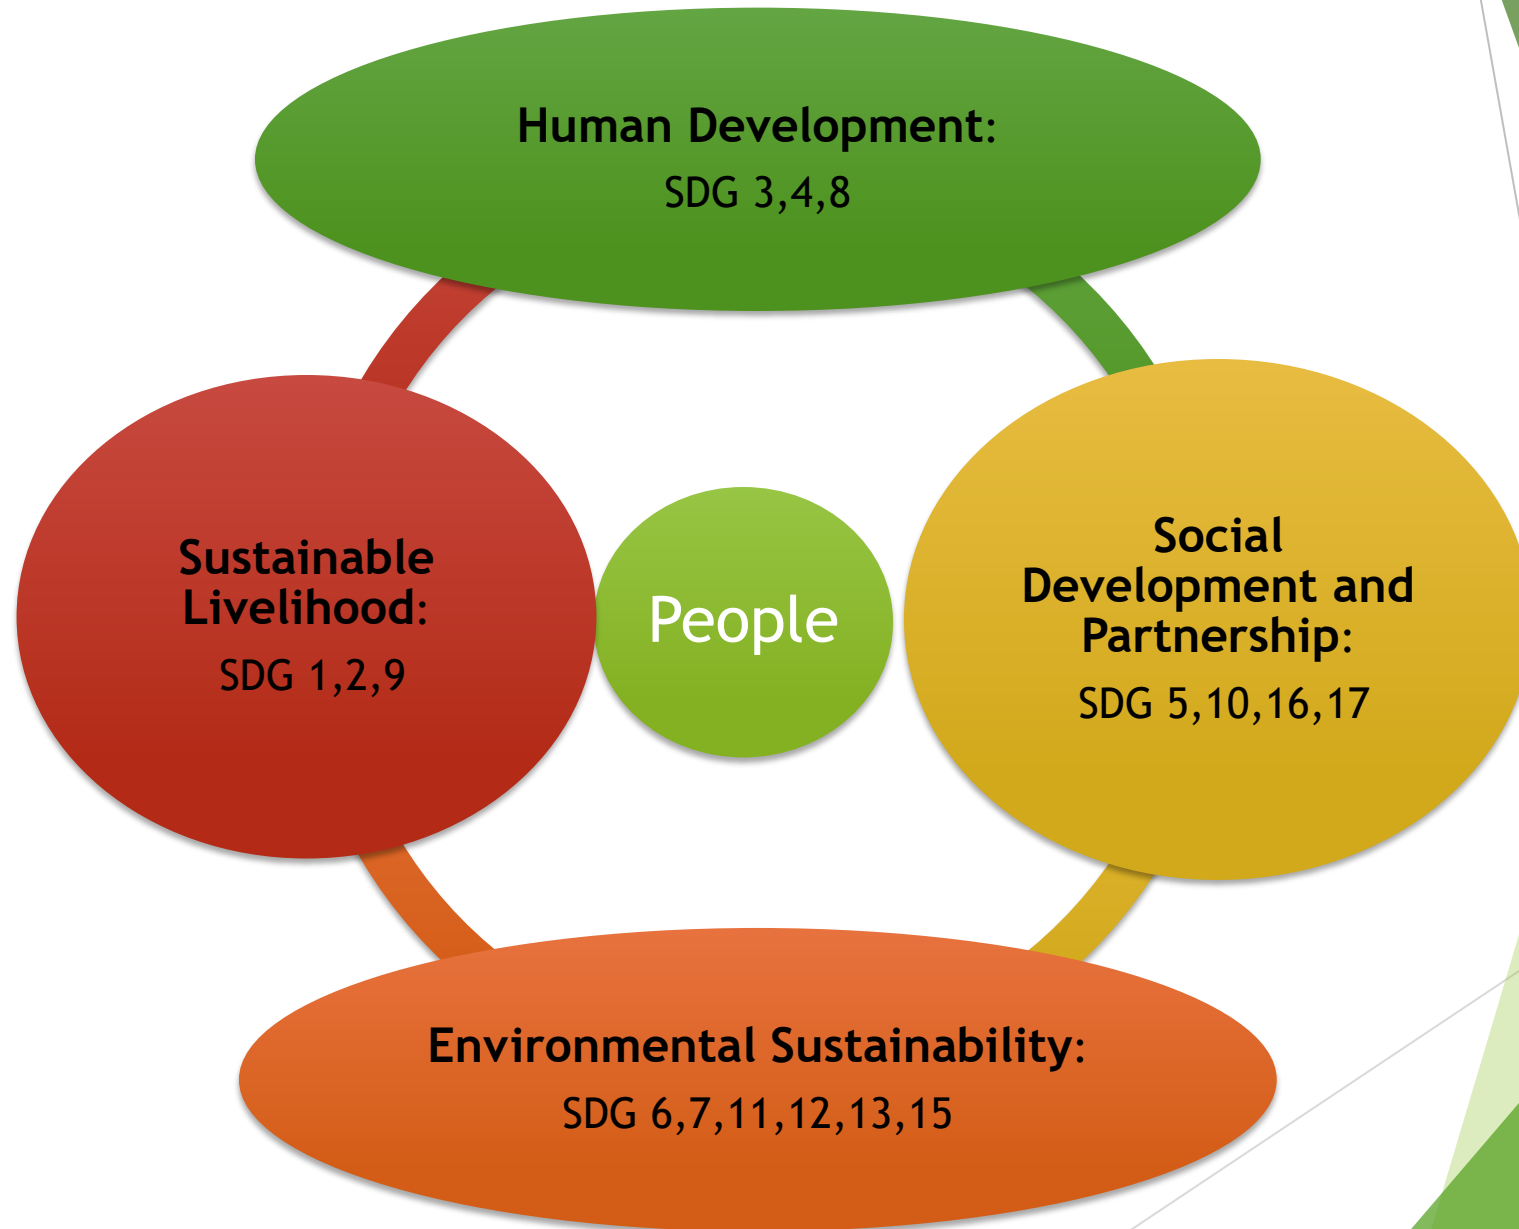 Human Development:
SDG 3,4,8
Sustainable
Livelihood:
SDG 1,2,9
People
Social
Development and
Partnership:
SDG 5,10,16,17
Environmental Sustainability:
SDG 6,7,11,12,13,15